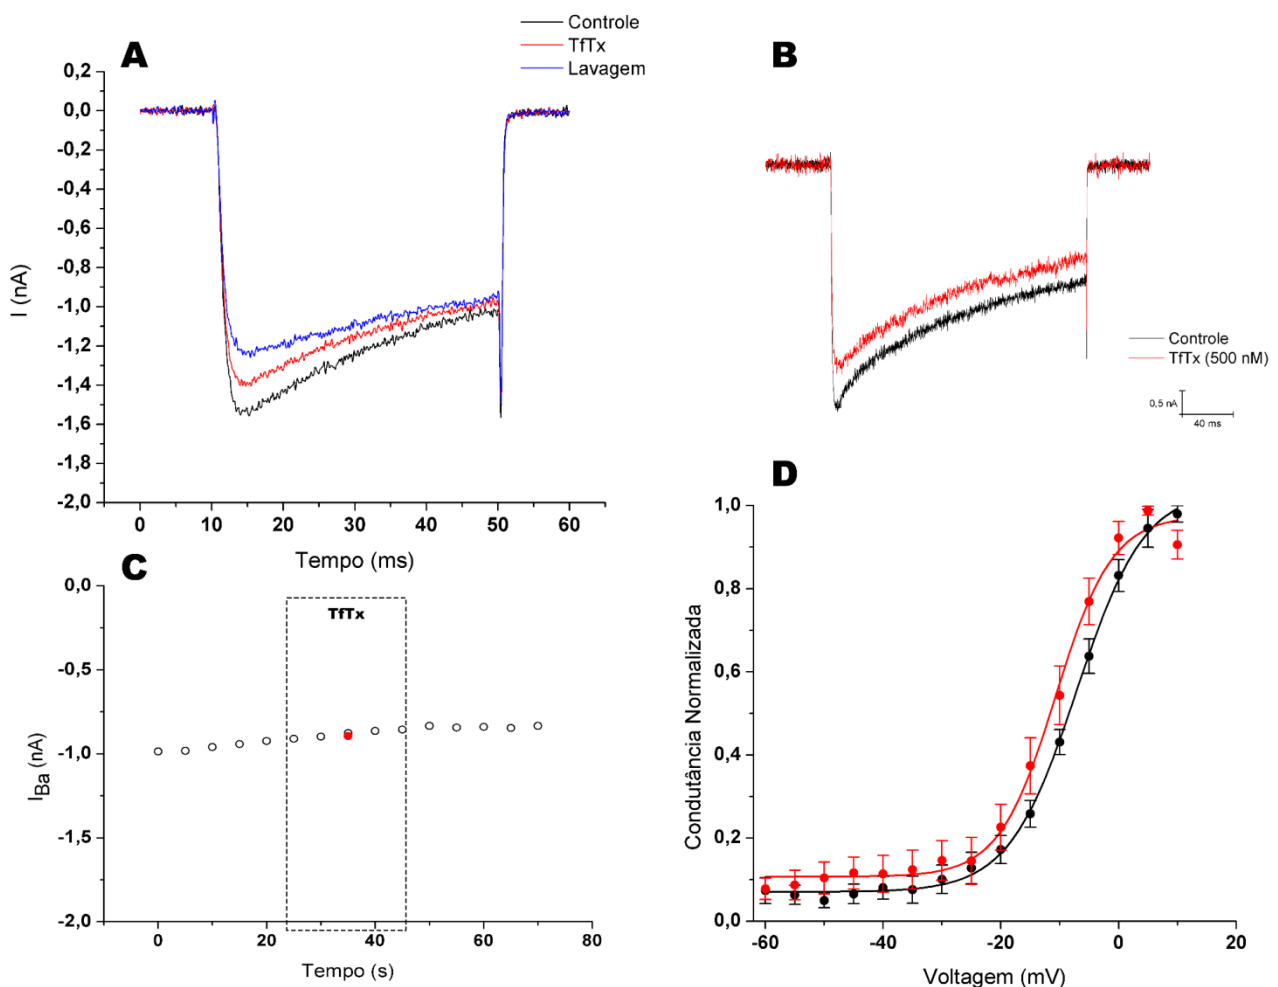 A
Controle
TfTx
Lavagem
0,2
0,0
-0,2
-0,4
-0,6
-0,8
-1,0
-1,2
-1,4
-1,6
-1,8
-2,0
I (nA)
0
10
20
30
40
50
60
Tempo (ms)
B
Controle
TfTx (500 nM)
0,5 nA
40 ms
C
TfTx
0,0
-0,5
-1,0
-1,5
-2,0
IBa (nA)
0
20
40
60
80
Tempo (s)
D
1,0
0,8
0,6
0,4
0,2
0,0
Condutância Normalizada
-60
-40
-20
0
20
Voltagem (mV)